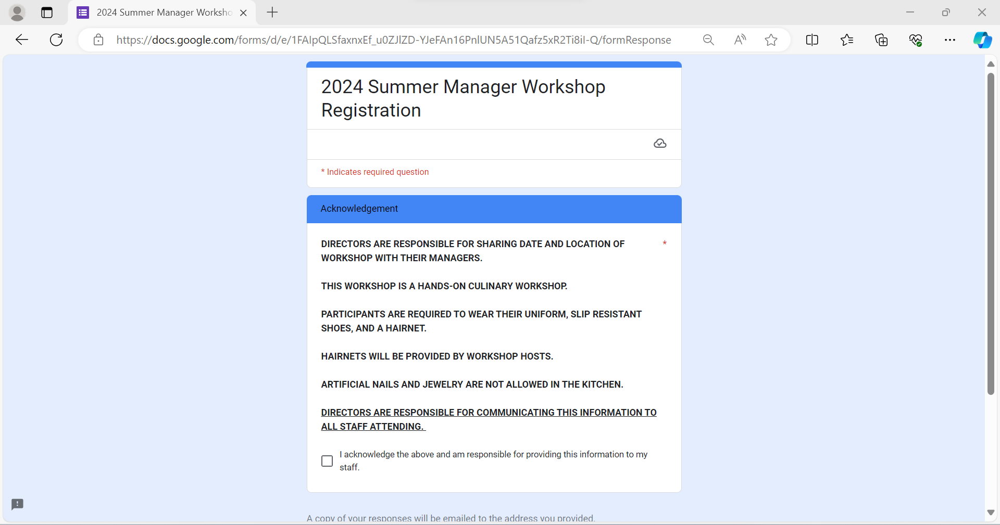 2024 Summer Manager Worksho
https://docs.google.com/forms/d/e/1FAIpQLSfaxnxEf_u0ZJlZD-YJeFAn16PnlUN5A51Qafz5xR2Ti8iI-Q/formResponse
2024 Summer Manager Workshop
Registration
* Indicates required question
Acknowledgement
DIRECTORS ARE RESPONSIBLE FOR SHARING DATE AND LOCATION OF *
WORKSHOP WITH THEIR MANAGERS.
THIS WORKSHOP IS A HANDS-ON CULINARY WORKSHOP.
PARTICIPANTS ARE REQUIRED TO WEAR THEIR UNIFORM, SLIP RESISTANT
SHOES, AND A HAIRNET.
HAIRNETS WILL BE PROVIDED BY WORKSHOP HOSTS.
ARTIFICIAL NAILS AND JEWELRY ARE NOT ALLOWED IN THE KITCHEN.
DIRECTORS ARE RESPONSIBLE FOR COMMUNICATING THIS INFORMATION TO
ALL STAFF ATTENDING.
I acknowledge the above and am responsible for providing this information to my
staff.
A copy of your responses will be emailed to the address you provided.